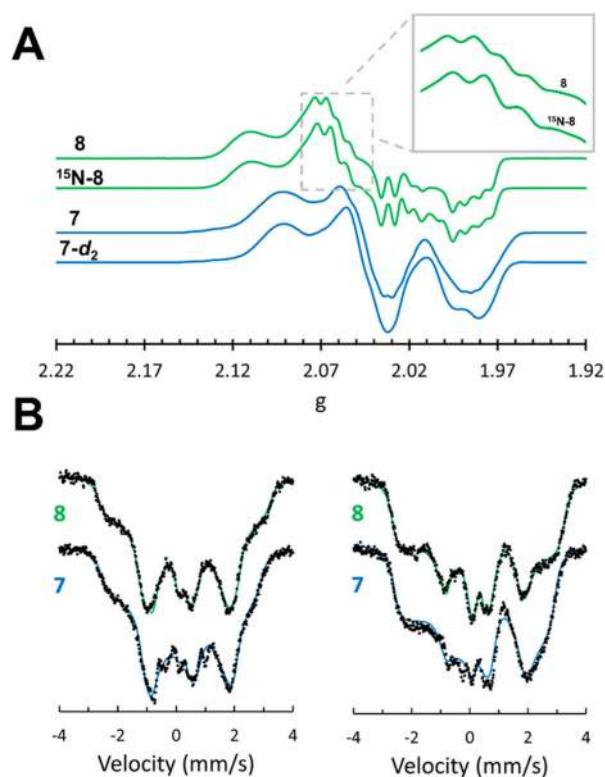 A
8
¹⁵N-8
8
¹⁵N-8
7
7-d₂
2.22 2.17 2.12 2.07 2.02 1.97 1.92
g
B
8 8
7 7
-4 -2 0 2 4 -4 -2 0 2 4
Velocity (mm/s) Velocity (mm/s)